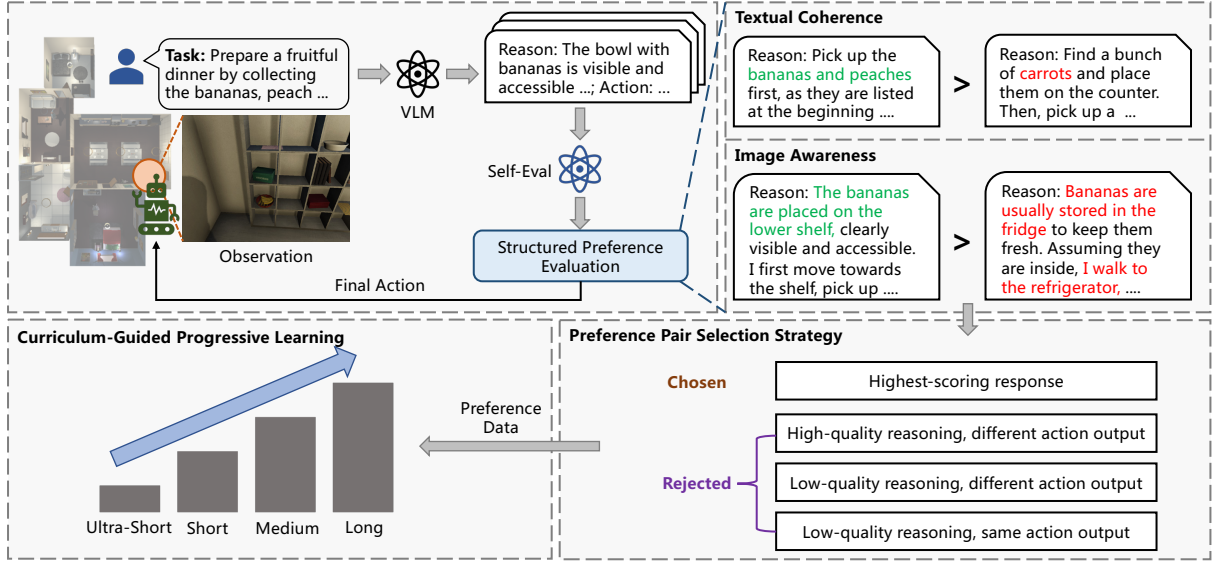 Task: Prepare a fruitful
dinner by collecting
the bananas, peach ...
VLM
Reason: The bowl with
bananas is visible and
accessible ...; Action: ...
Self-Eval
Structured Preference
Evaluation
Observation
Final Action
Textual Coherence
Reason: Pick up the
bananas and peaches
first, as they are listed
at the beginning ....
>
Reason: Find a bunch
of carrots and place
them on the counter.
Then, pick up a ...
Image Awareness
Reason: The bananas
are placed on the
lower shelf, clearly
visible and accessible.
I first move towards
the shelf, pick up ....
>
Reason: Bananas are
usually stored in the
fridge to keep them
fresh. Assuming they
are inside, I walk to
the refrigerator, ....
Curriculum-Guided Progressive Learning
Ultra-Short
Short
Medium
Long
Preference
Data
Preference Pair Selection Strategy
Chosen
Highest-scoring response
Rejected
High-quality reasoning, different action output
Low-quality reasoning, different action output
Low-quality reasoning, same action output